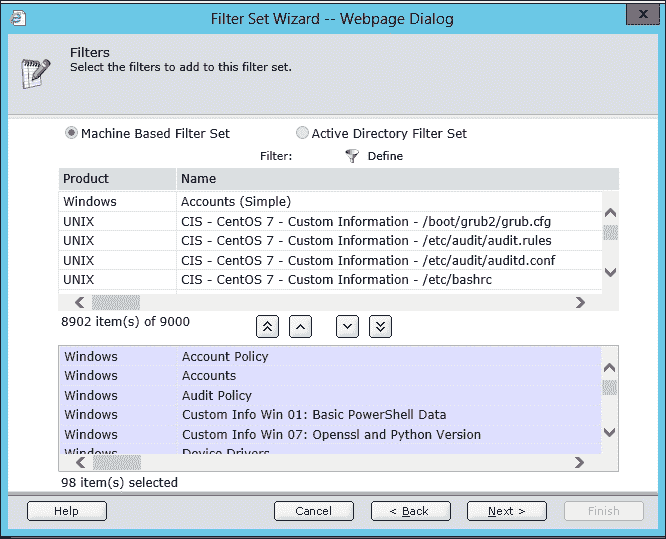 Filter Set Wizard -- Webpage Dialog
X
Filters
Select the filters to add to this filter set.
Machine Based Filter Set
Active Directory Filter Set
Filter:
Define
Product Name
Windows Accounts (Simple)
UNIX CIS - CentOS 7 - Custom Information - /boot/grub2/grub.cfg
UNIX CIS - CentOS 7 - Custom Information - /etc/audit/audit.rules
UNIX CIS - CentOS 7 - Custom Information - /etc/audit/auditd.conf
UNIX CIS - CentOS 7 - Custom Information - /etc/bashrc
8902 item(s) of 9000
Windows Account Policy
Windows Accounts
Windows Audit Policy
Windows Custom Info Win 01: Basic PowerShell Data
Windows Custom Info Win 07: Openssl and Python Version
Windows Device Drivers
98 item(s) selected
Help
Cancel
< Back
Next >
Finish